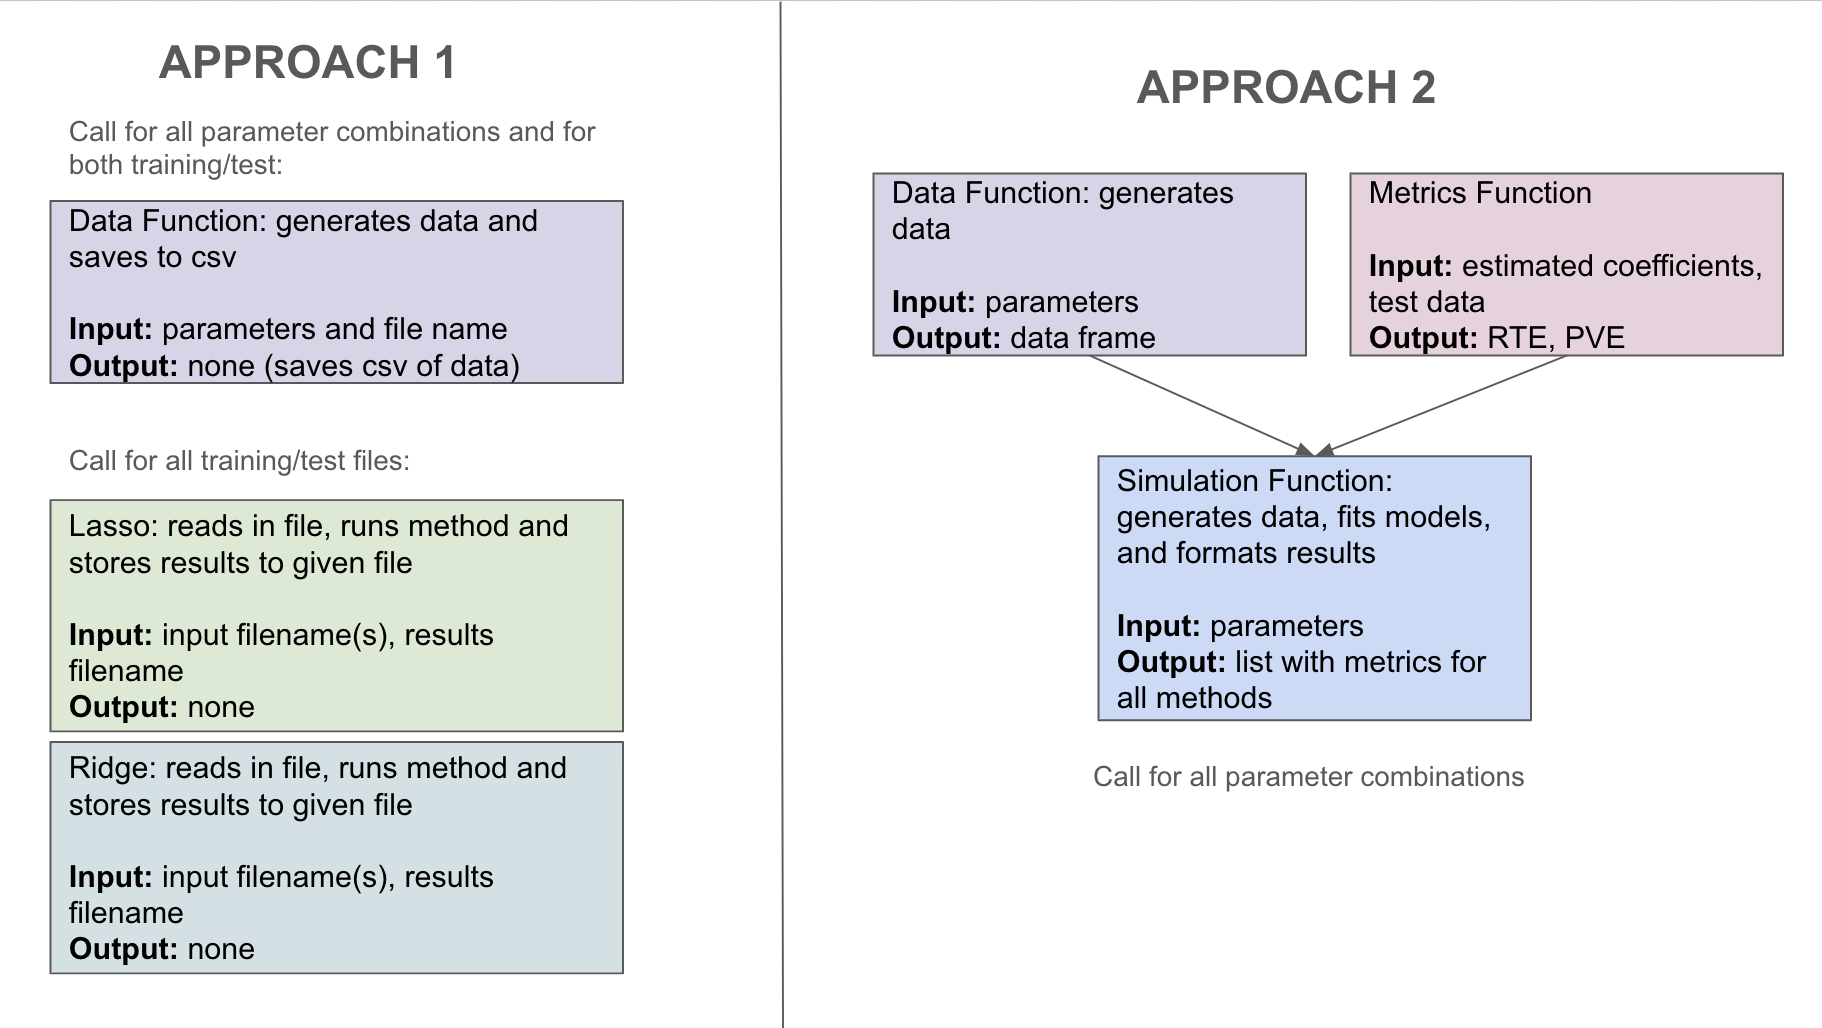 APPROACH 1
Call for all parameter combinations and for
both training/test:
Data Function: generates data and
saves to csv
Input: parameters and file name
Output: none (saves csv of data)
Call for all training/test files:
Lasso: reads in file, runs method and
stores results to given file
Input: input filename(s), results
filename
Output: none
Ridge: reads in file, runs method and
stores results to given file
Input: input filename(s), results
filename
Output: none
APPROACH 2
Data Function: generates
data
Input: parameters
Output: data frame
Metrics Function
Input: estimated coefficients,
test data
Output: RTE, PVE
Simulation Function:
generates data, fits models,
and formats results
Input: parameters
Output: list with metrics for
all methods
Call for all parameter combinations